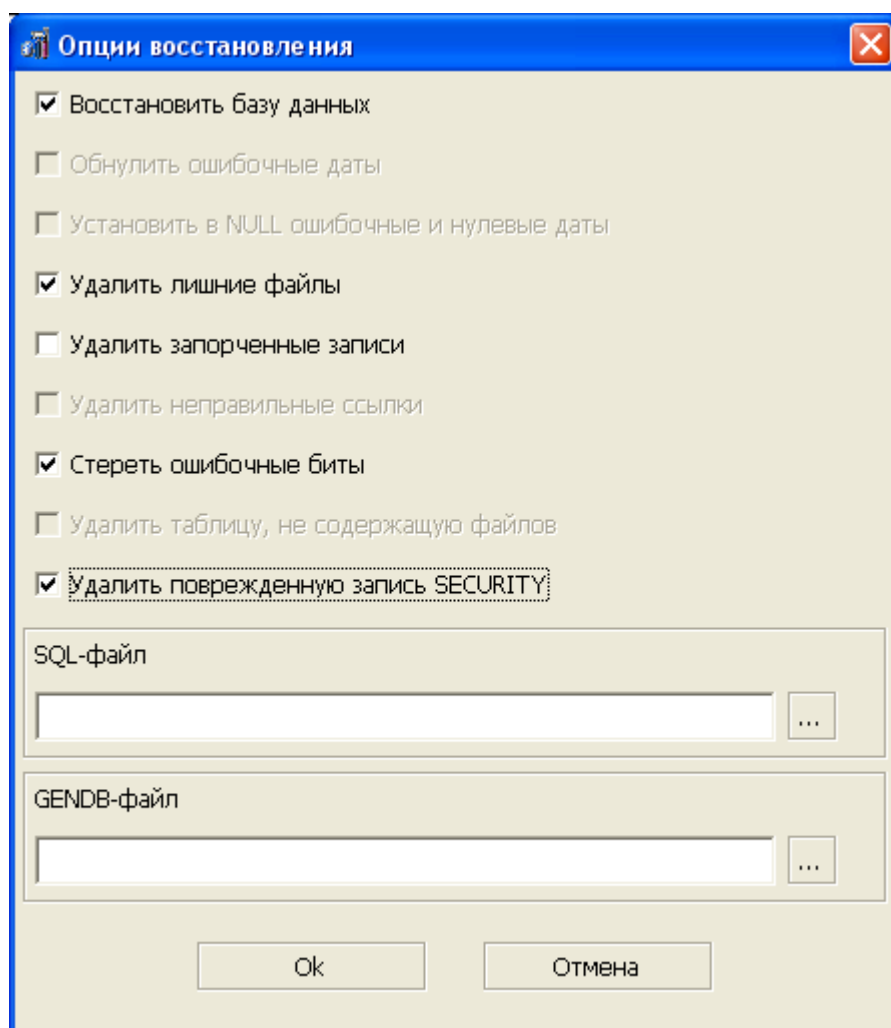 Опции восстановления
Восстановить базу данных
Обнулить ошибочные даты
Установить в NULL ошибочные и нулевые даты
Удалить лишние файлы
Удалить запорченные записи
Удалить неправильные ссылки
Стереть ошибочные биты
Удалить таблицу, не содержащую файлов
Удалить поврежденную запись SECURITY
SQL-файл
...
GENDB-файл
...
Ok Отмена